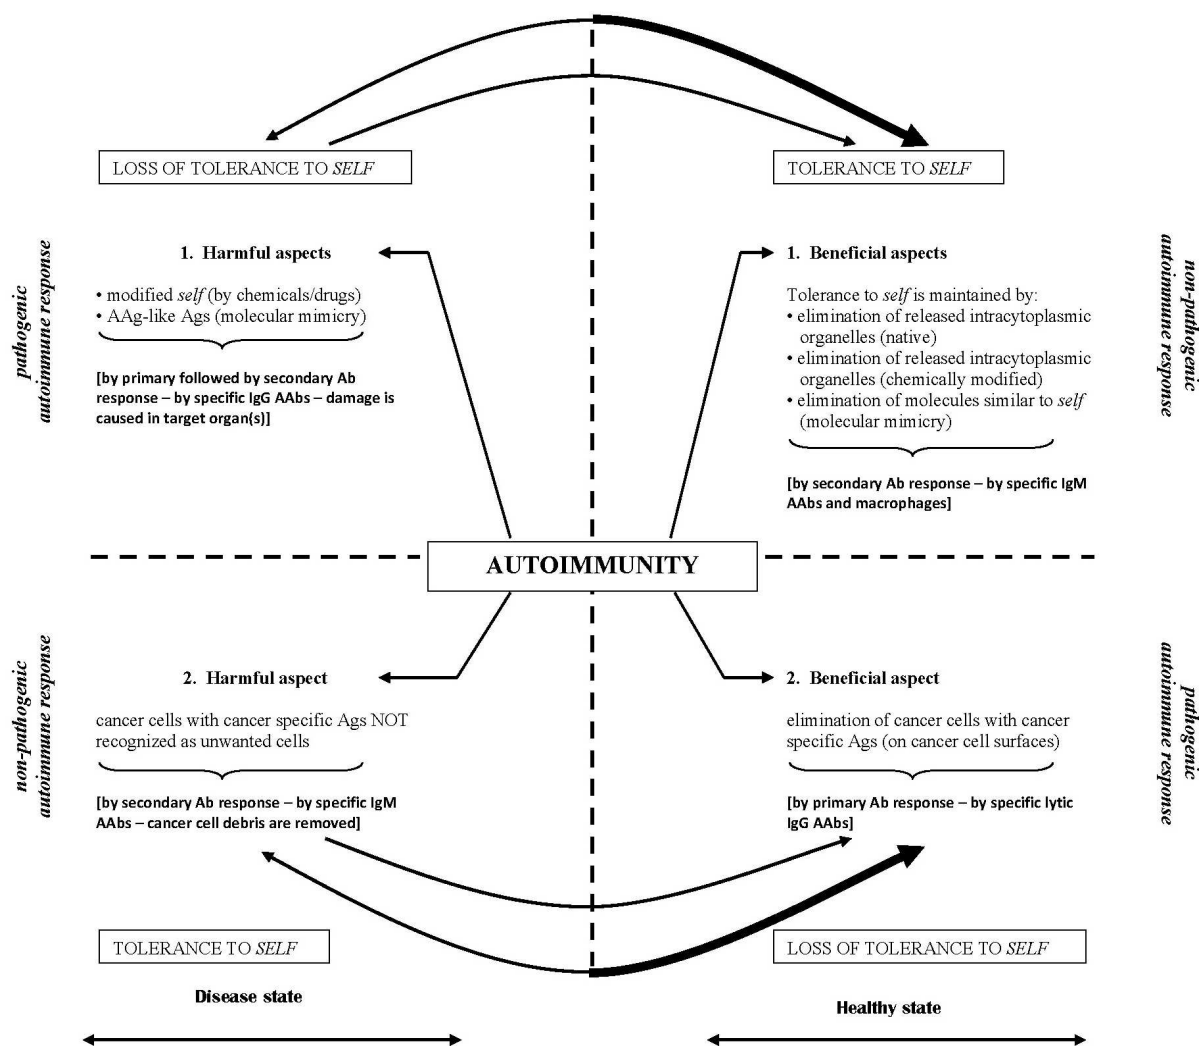 LOSS OF TOLERANCE TO SELF
TOLERANCE TO SELF
pathogenic
autoimmune response
1. Harmful aspects
• modified self (by chemicals/drugs)
• AAg-like Ags (molecular mimicry)
[by primary followed by secondary Ab
response – by specific IgG AAbs – damage is
caused in target organ(s)]
1. Beneficial aspects
Tolerance to self is maintained by:
• elimination of released intracytoplasmic
organelles (native)
• elimination of released intracytoplasmic
organelles (chemically modified)
• elimination of molecules similar to self
(molecular mimicry)
[by secondary Ab response – by specific IgM
AAbs and macrophages]
non-pathogenic
autoimmune response
AUTOIMMUNITY
non-pathogenic
autoimmune response
2. Harmful aspect
cancer cells with cancer specific Ags NOT
recognized as unwanted cells
[by secondary Ab response – by specific IgM
AAbs – cancer cell debris are removed]
2. Beneficial aspect
elimination of cancer cells with cancer
specific Ags (on cancer cell surfaces)
[by primary Ab response – by specific lytic
IgG AAbs]
pathogenic
autoimmune response
TOLERANCE TO SELF
LOSS OF TOLERANCE TO SELF
Disease state
Healthy state